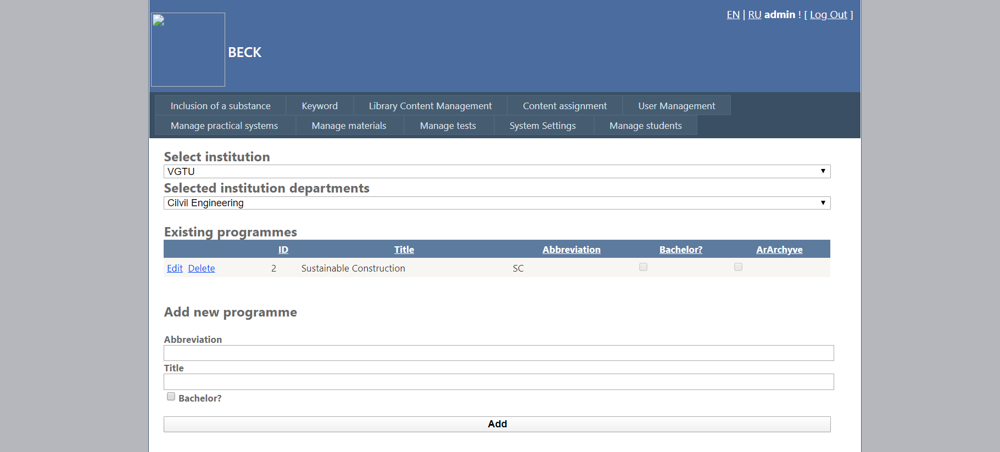 EN | RU admin ! [ Log Out ]
BECK
Inclusion of a substance Keyword Library Content Management Content assignment User Management
Manage practical systems Manage materials Manage tests System Settings Manage students
Select institution
VGTU
Selected institution departments
Cilvil Engineering
Existing programmes
ID Title Abbreviation Bachelor? ArArchyve
Edit Delete 2 Sustainable Construction SC
Add new programme
Abbreviation
Title
Bachelor?
Add